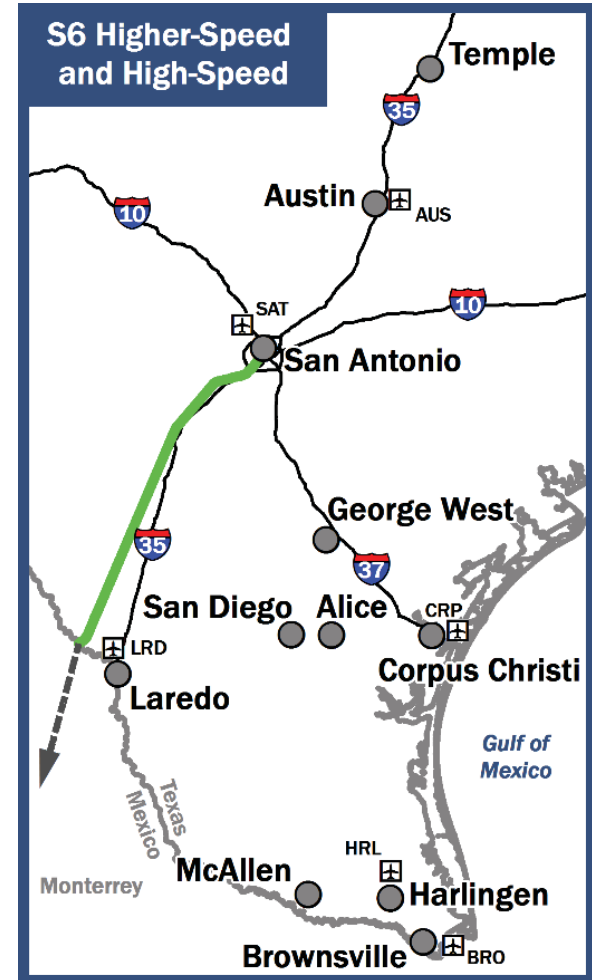 S6 Higher-Speed
and High-Speed
Temple
35
Austin
AUS
10
SAT
10
San Antonio
George West
35
37
San Diego
Alice
CRP
LRD
Corpus Christi
Laredo
Gulf of
Mexico
Texas
Mexico
HRL
McAllen
Monterrey
Harlingen
Brownsville
BRO